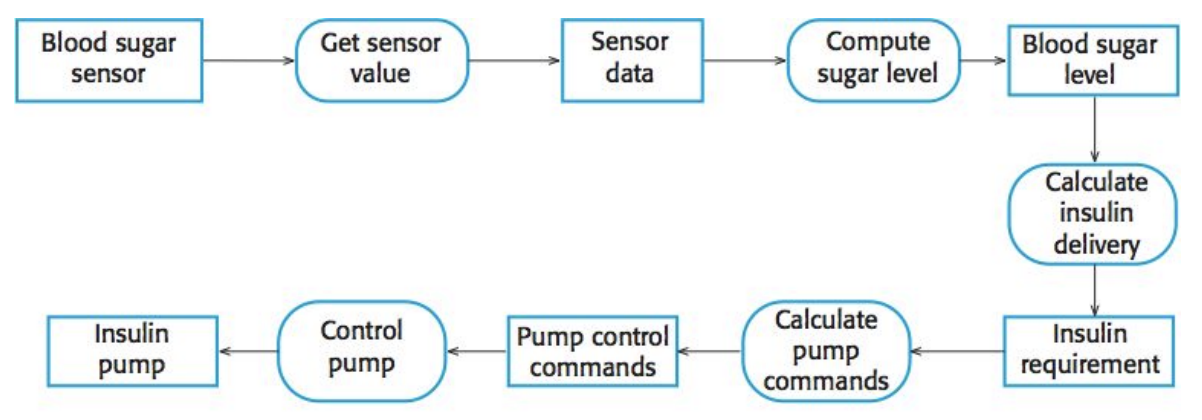 Blood sugar
sensor
Get sensor
value
Sensor
data
Compute
sugar level
Blood sugar
level
Calculate
insulin
delivery
Insulin
requirement
Calculate
pump
commands
Pump control
commands
Control
pump
Insulin
pump